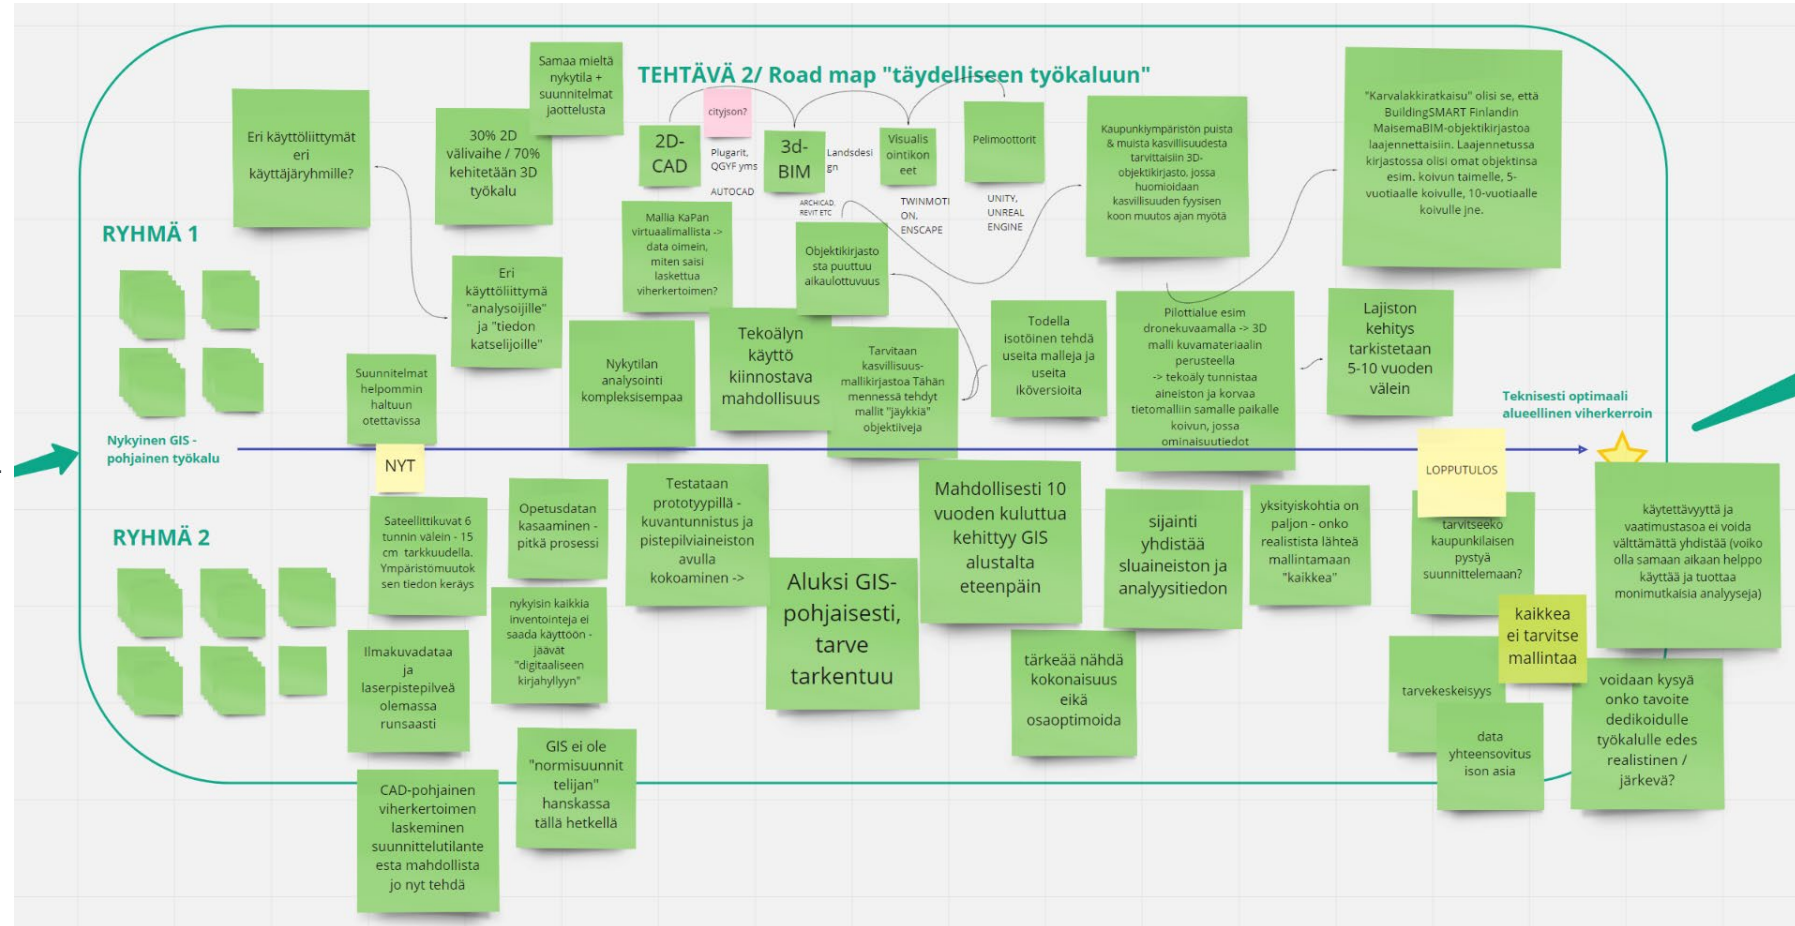 TEHTÄVÄ 2/ Road map "täydelliseen työkaluun"
RYHMÄ 1
Eri käyttöliittymät
eri
käyttäjäryhmille?
30% 2D
välivaihe / 70%
kehitetään 3D
työkalu
Samaa mieltä
nykytila +
suunnitelmat
jaottelusta
2D-
CAD
cityjson?
Plugarit,
QGYF yms
AUTOCAD
3d-
BIM
Landsdesi
gn
ARCHICAD,
REVIT ETC
Visualis
ointikon
eet
TWINMOTI
ON,
ENSCAPE
Pelimoottorit
UNITY,
UNREAL
ENGINE
Kaupunkiympäristön puista
& muista kasvillisuudesta
tarvittaisiin 3D-
objektikirjasto, jossa
huomioidaan
kasvillisuuden fyysisen
koon muutos ajan myötä
"Karvalakkiratkaisu" olisi se, että
BuildingSMART Finlandin
MaisemaBIM-objektikirjastoa
laajennettaisiin. Laajennetussa
kirjastossa olisi omat objektinsa
esim. koivun taimelle, 5-
vuotiaalle koivulle, 10-vuotiaalle
koivulle jne.
Eri
käyttöliittymä
"analysoijille"
ja "tiedon
katselijoille"
Mallia KaPan
virtuaalimallista ->
data oimein,
miten saisi
laskettua
viherkertoimen?
Objektikirjasto
sta puuttuu
aikaulottuvuus
Suunnitelmat
helpommin
haltuun
otettavissa
Nykytilan
analysointi
kompleksisempaa
Tekoälyn
käyttö
kiinnostava
mahdollisuus
Tarvitaan
kasvillisuus-
mallikirjastoa Tähän
mennessä tehdyt
mallit "jäykkiä"
objektiiveja
Todella
isotöinen tehdä
useita malleja ja
useita
iköversioita
Pilottialue esim
dronekuvaamalla -> 3D
malli kuvamateriaalin
perusteella
-> tekoäly tunnistaa
aineiston ja korvaa
tietomalliin samalle paikalle
koivun, jossa
ominaisuutiedot
Lajiston
kehitys
tarkistetaan
5-10 vuoden
välein
Teknisesti optimaali
alueellinen viherkerroin
Nykyinen GIS -
pohjainen työkalu
NYT
LOPPUTULOS
RYHMÄ 2
Sateellittikuvat 6
tunnin välein - 15
cm tarkkuudella.
Ympäristömuutok
sen tiedon keräys
Opetusdatan
kasaaminen -
pitkä prosessi
Testataan
prototyypillä -
kuvantunnistus ja
pistepilviaineiston
avulla
kokoaminen ->
Aluksi GIS-
pohjaisesti,
tarve
tarkentuu
Mahdollisesti 10
vuoden kuluttua
kehittyy GIS
alustalta
eteenpäin
sijainti
yhdistää
sluaineiston ja
analyysitiedon
yksityiskohtia on
paljon - onko
realistista lähteä
mallintamaan
"kaikkea"
tarvitseeko
kaupunkilaisen
pystyä
suunnittelemaan?
käytettävyyttä ja
vaatimustasoa ei voida
välttämättä yhdistää (voiko
olla samaan aikaan helppo
käyttää ja tuottaa
monimutkaisia analyyseja)
kaikkea
ei tarvitse
mallintaa
Ilmakuvadataa
ja
laserpistepilveä
olemassa
runsaasti
nykyisin kaikkia
inventointeja ei
saada käyttöön -
jäävät
"digitaaliseen
kirjahyllyyn"
tärkeää nähdä
kokonaisuus
eikä
osaoptimoida
tarvekeskeisyys
data
yhteensovitus
ison asia
voidaan kysyä
onko tavoite
dedikoidulle
työkalulle edes
realistinen /
järkevä?
CAD-pohjainen
viherkertoimen
laskeminen
suunnittelutilante
esta mahdollista
jo nyt tehdä
GIS ei ole
"normisuunnit
telijan"
hanskassa
tällä hetkellä